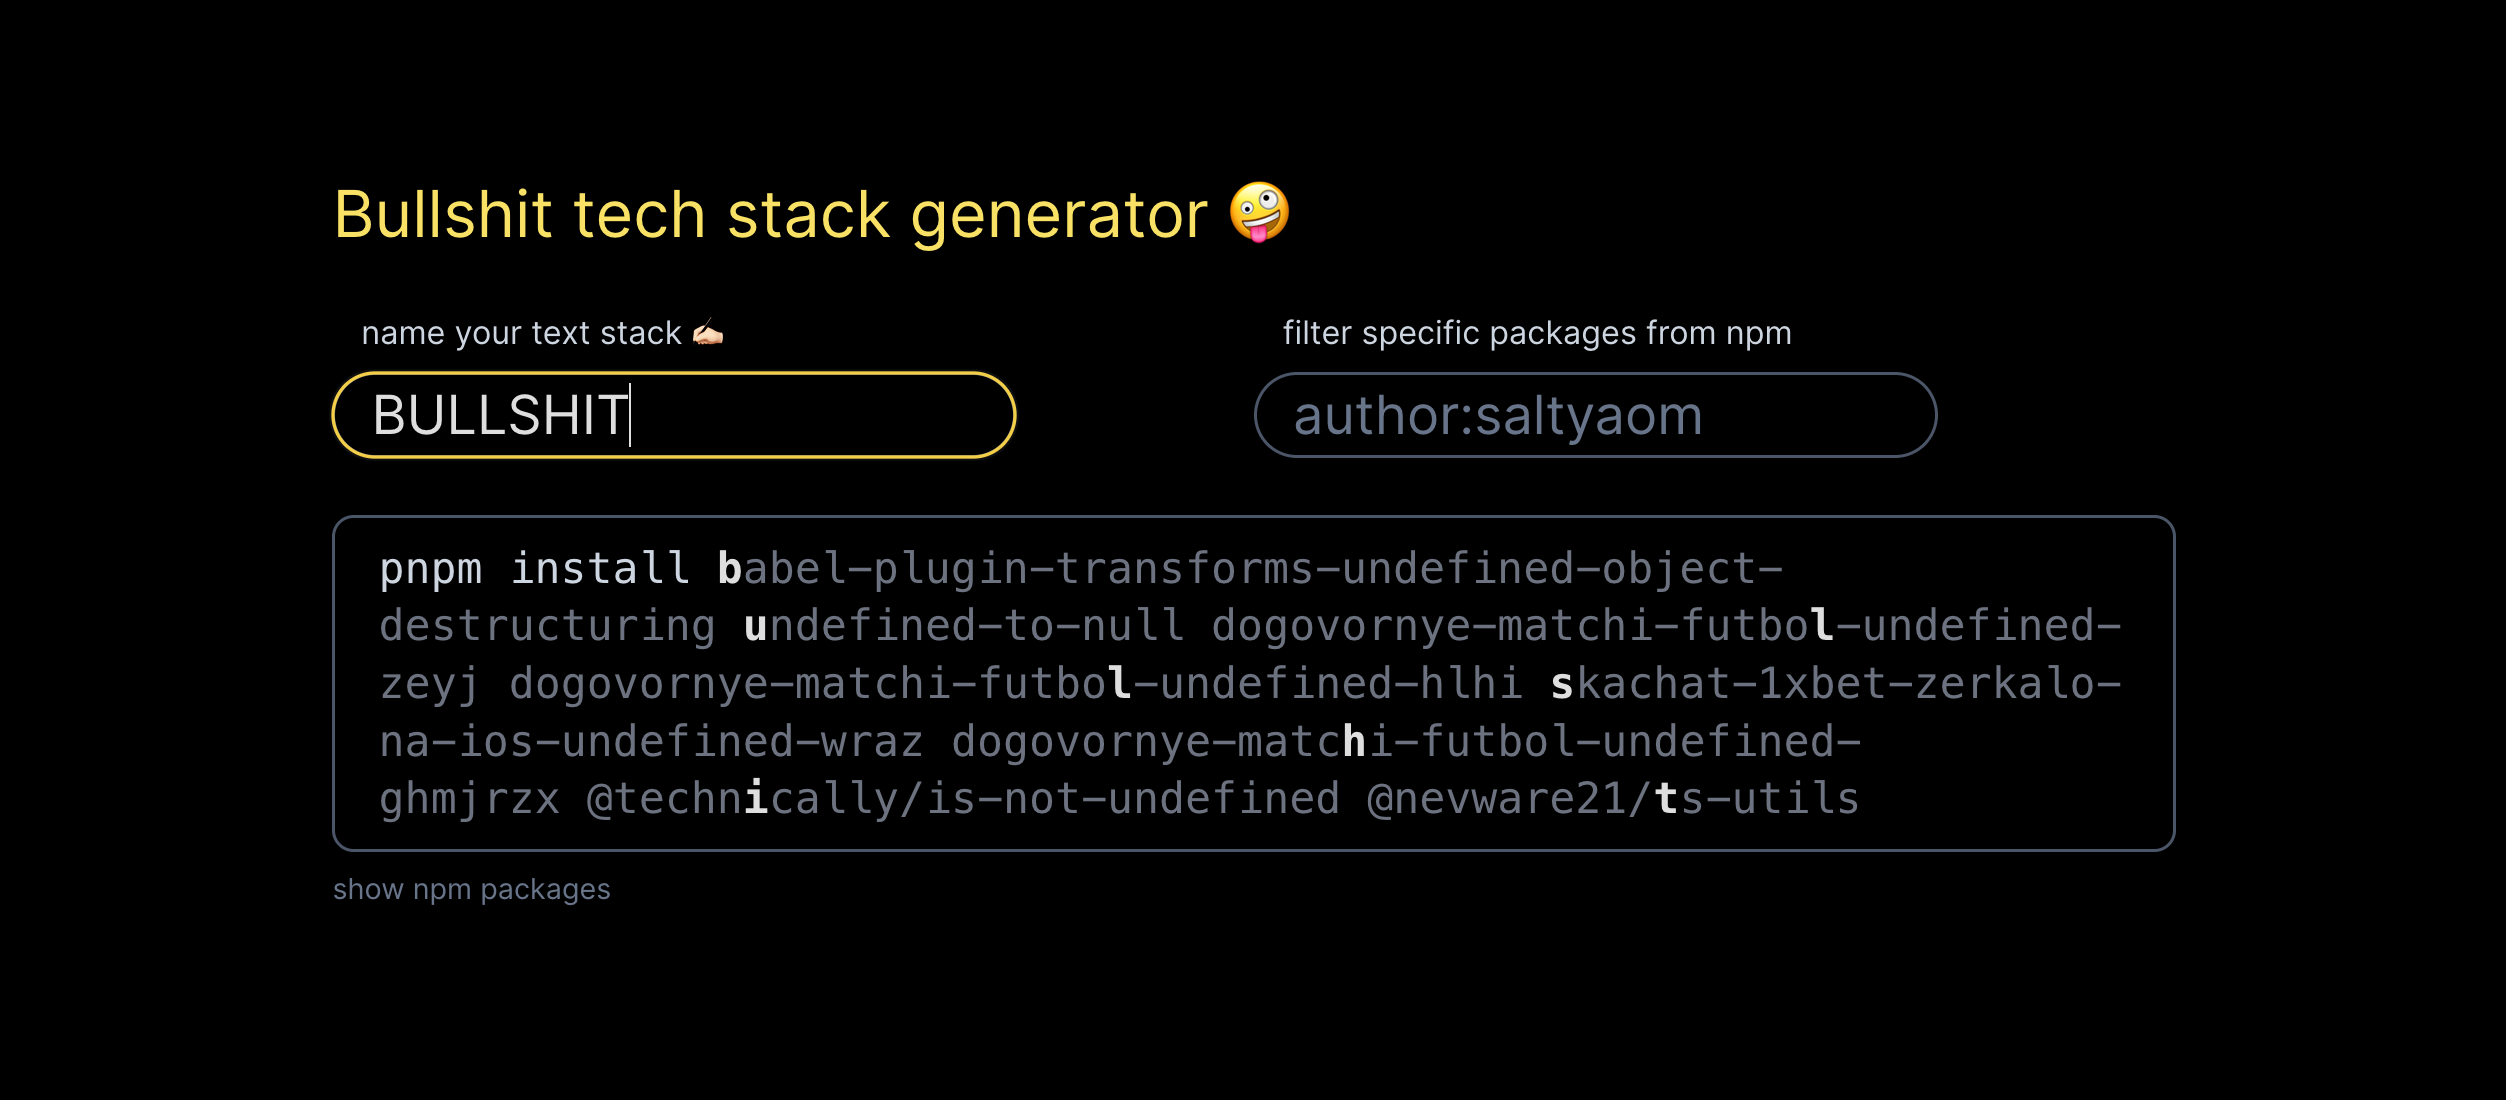 Bullshit tech stack generator 🤪
name your text stack ✍🏻
filter specific packages from npm
BULLSHIT
author:saltyaom
pnpm install babel-plugin-transforms-undefined-object-
destructuring undefined-to-null dogovornye-matchi-futbol-undefined-
zeyj dogovornye-matchi-futbol-undefined-hlhi skachat-1xbet-zerkalo-
na-ios-undefined-wraz dogovornye-matchi-futbol-undefined-
ghmjrzx @technically/is-not-undefined @nevware21/ts-utils
show npm packages